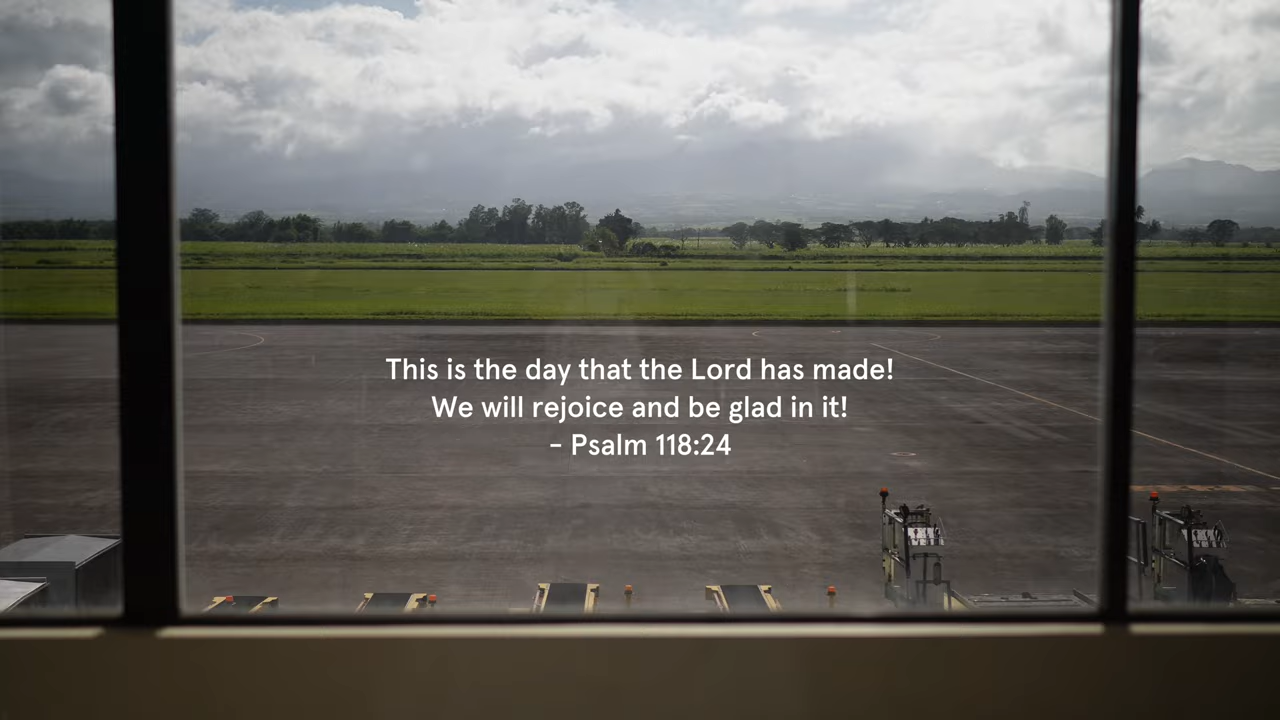 This is the day that the Lord has made!
We will rejoice and be glad in it!
– Psalm 118:24